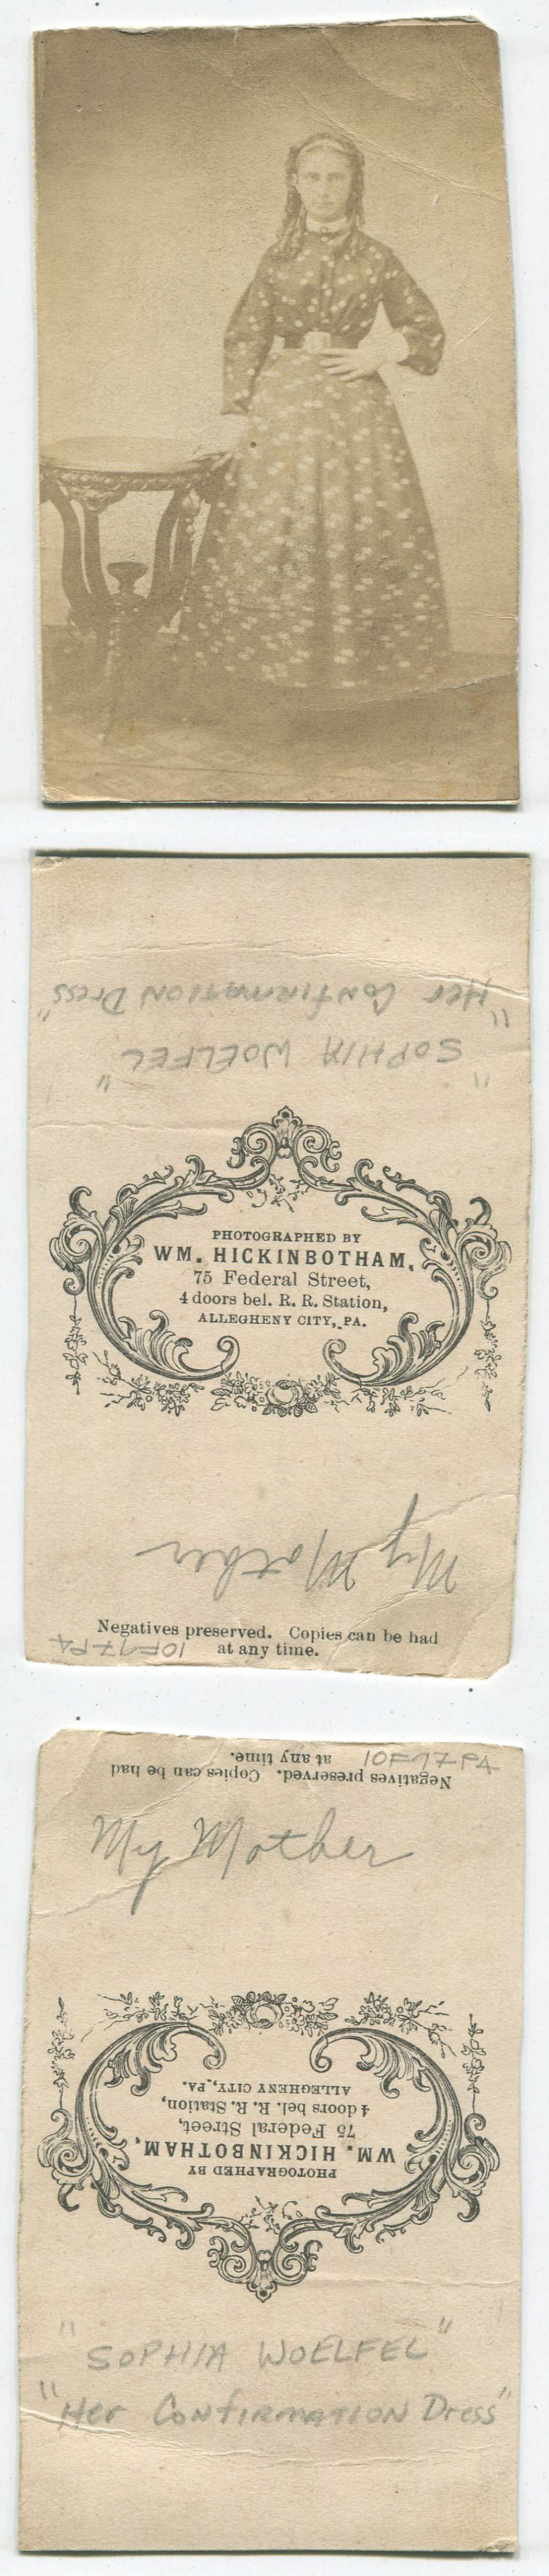 "Her Confirmation Dress"
"SOPHIA WOELFEL"
PHOTOGRAPHED BY
WM. HICKINBOTHAM,
75 Federal Street,
4 doors bel. R. R. Station,
ALLEGHENY CITY, PA.
My Mother
Negatives preserved. Copies can be had
at any time.
10F97PA
10F97PA
at any time.
Negatives preserved. Copies can be had
My Mother
ALLEGHENY CITY, PA.
4 doors bel. R. R. Station,
75 Federal Street,
WM. HICKINBOTHAM,
PHOTOGRAPHED BY
"SOPHIA WOELFEL"
"Her Confirmation Dress"